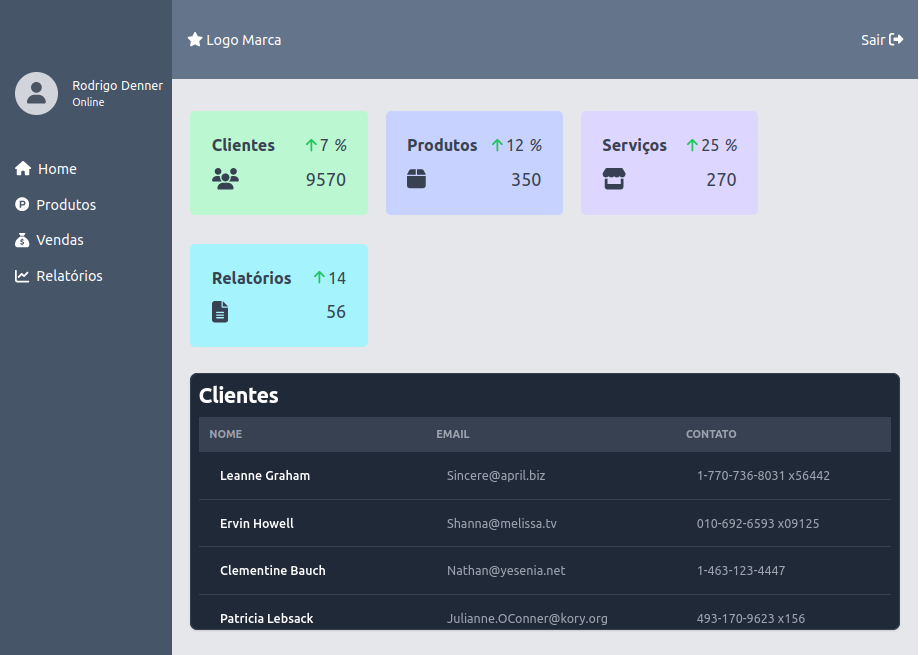 Logo Marca
Sair
Rodrigo Denner
Online
Home
Produtos
Vendas
Relatórios
Clientes 7 %
9570
Produtos 12 %
350
Serviços 25 %
270
Relatórios 14
56
Clientes
NOME EMAIL CONTATO
Leanne Graham Sincere@april.biz 1-770-736-8031 x56442
Ervin Howell Shanna@melissa.tv 010-692-6593 x09125
Clementine Bauch Nathan@yesenia.net 1-463-123-4447
Patricia Lebsack Julianne.OConner@kory.org 493-170-9623 x156